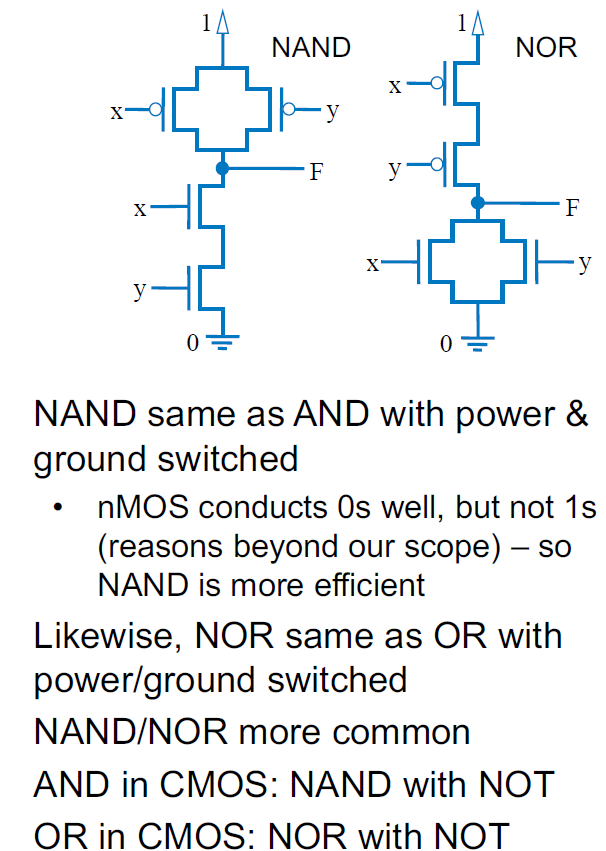 1
NAND
x
y
F
x
y
0
1
NOR
x
y
F
x
y
0
NAND same as AND with power &
ground switched
• nMOS conducts 0s well, but not 1s
(reasons beyond our scope) – so
NAND is more efficient
Likewise, NOR same as OR with
power/ground switched
NAND/NOR more common
AND in CMOS: NAND with NOT
OR in CMOS: NOR with NOT